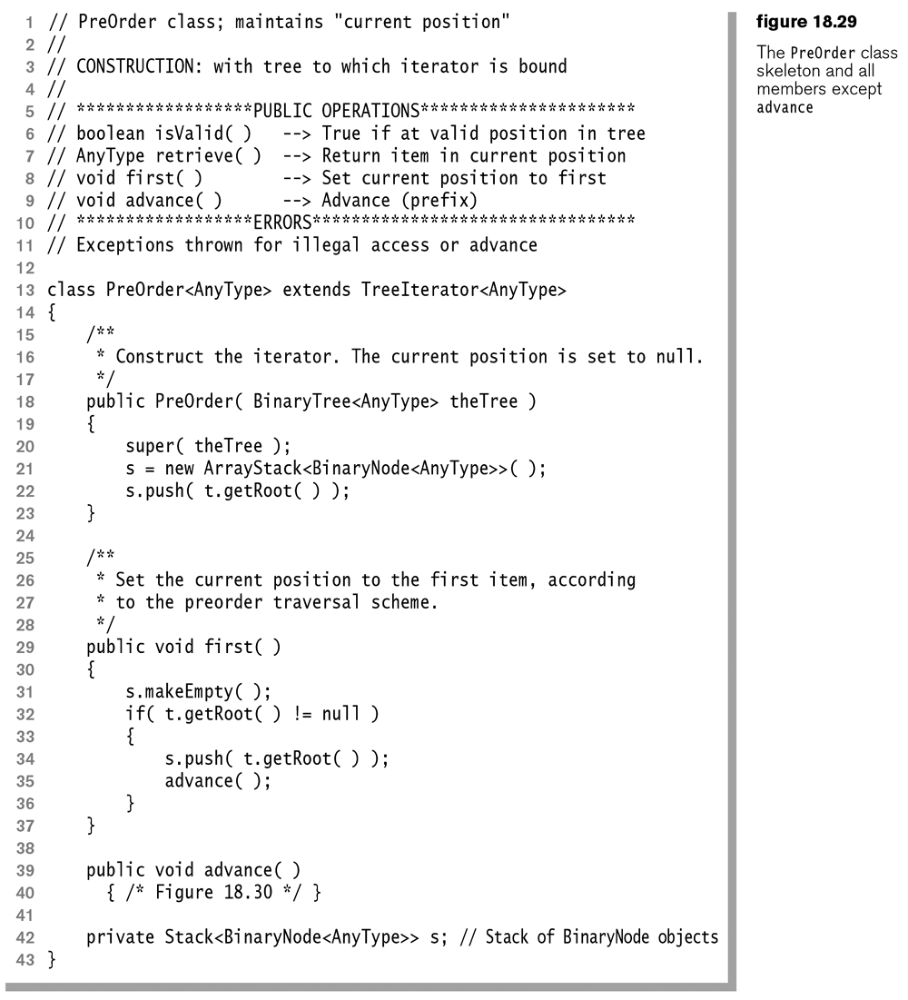 1 // PreOrder class; maintains "current position"
2 //
3 // CONSTRUCTION: with tree to which iterator is bound
4 //
5 // ******************PUBLIC OPERATIONS**********************
6 // boolean isValid( )   --> True if at valid position in tree
7 // AnyType retrieve( )  --> Return item in current position
8 // void first( )        --> Set current position to first
9 // void advance( )      --> Advance (prefix)
10 // ******************ERRORS*********************************
11 // Exceptions thrown for illegal access or advance
12
13 class PreOrder<AnyType> extends TreeIterator<AnyType>
14 {
15     /**
16      * Construct the iterator. The current position is set to null.
17      */
18     public PreOrder( BinaryTree<AnyType> theTree )
19     {
20         super( theTree );
21         s = new ArrayStack<BinaryNode<AnyType>>( );
22         s.push( t.getRoot( ) );
23     }
24
25     /**
26      * Set the current position to the first item, according
27      * to the preorder traversal scheme.
28      */
29     public void first( )
30     {
31         s.makeEmpty( );
32         if( t.getRoot( ) != null )
33         {
34             s.push( t.getRoot( ) );
35             advance( );
36         }
37     }
38
39     public void advance( )
40       { /* Figure 18.30 */ }
41
42     private Stack<BinaryNode<AnyType>> s; // Stack of BinaryNode objects
43 }
figure 18.29
The PreOrder class
skeleton and all
members except
advance